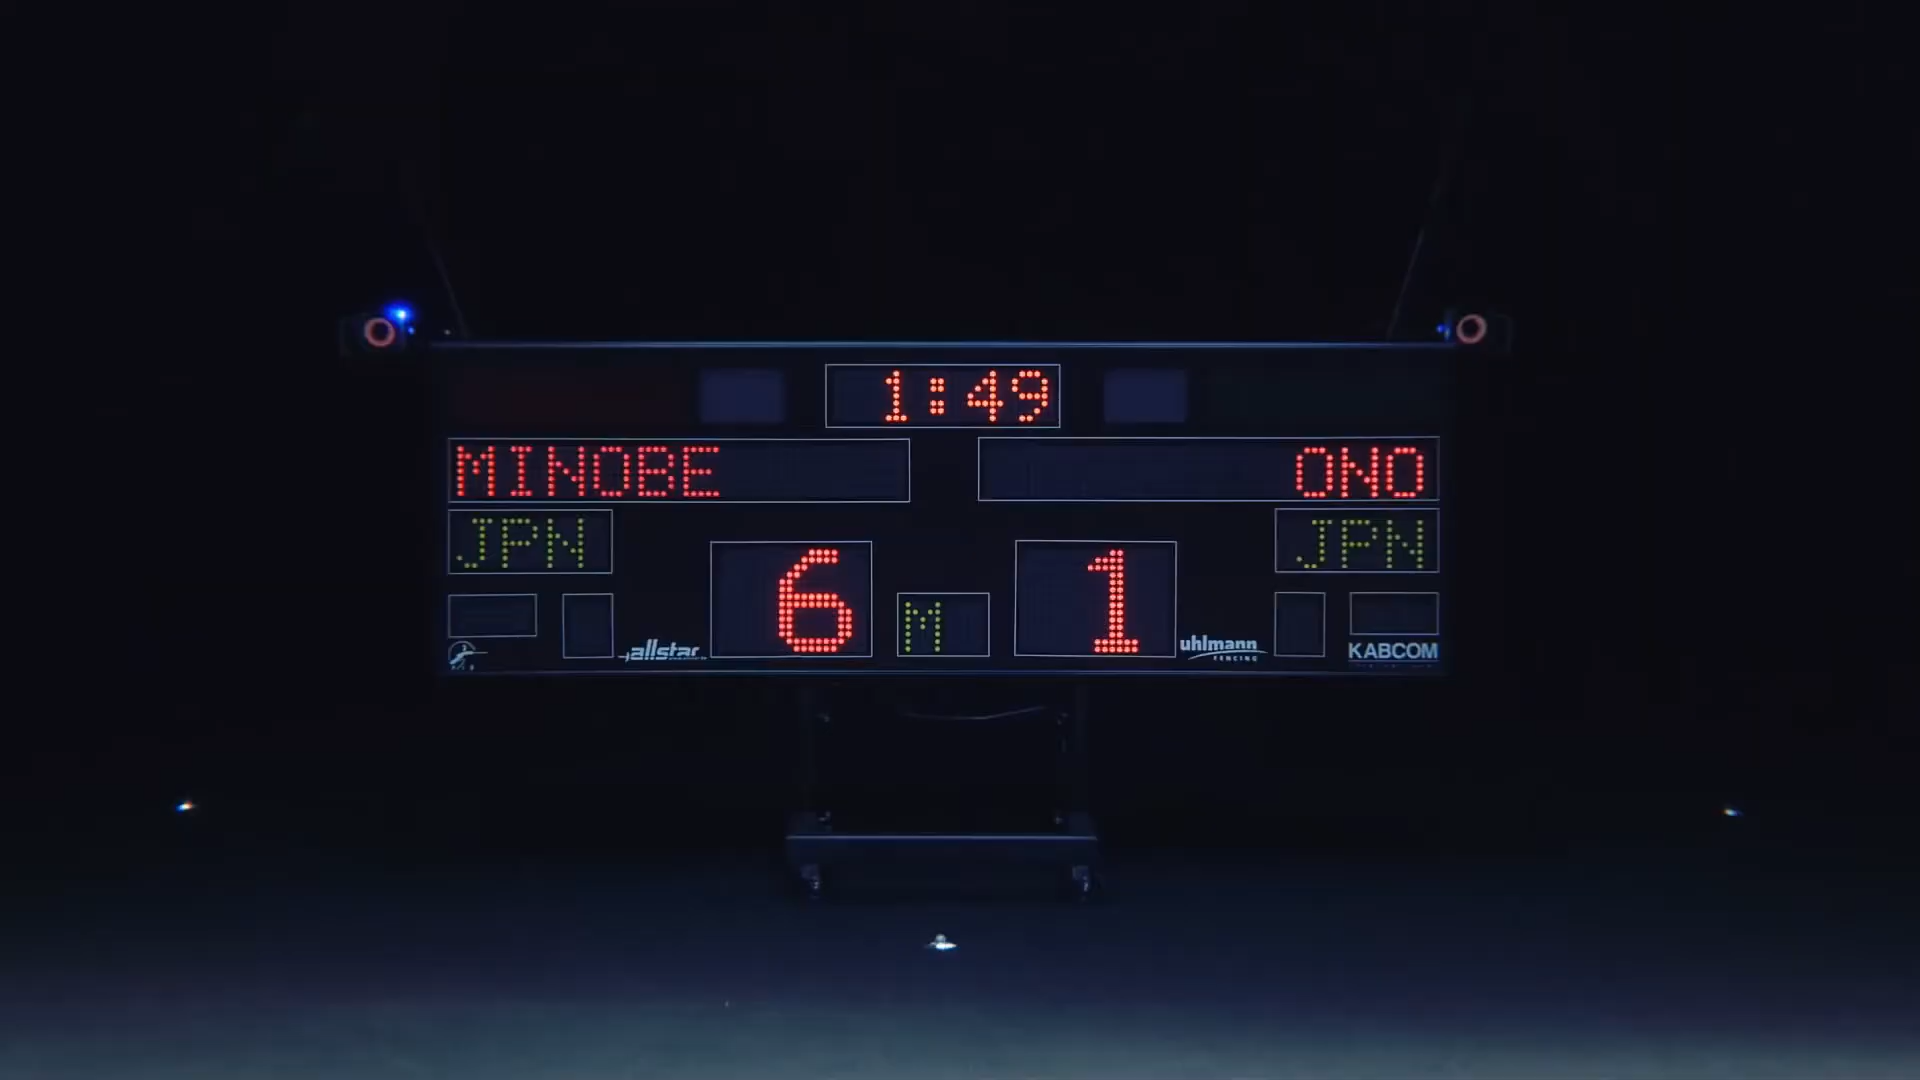 1:49
MINOBE
ONO
JPN
JPN
6
M
1
allstar
uhlmann
FENCING
KABCOM